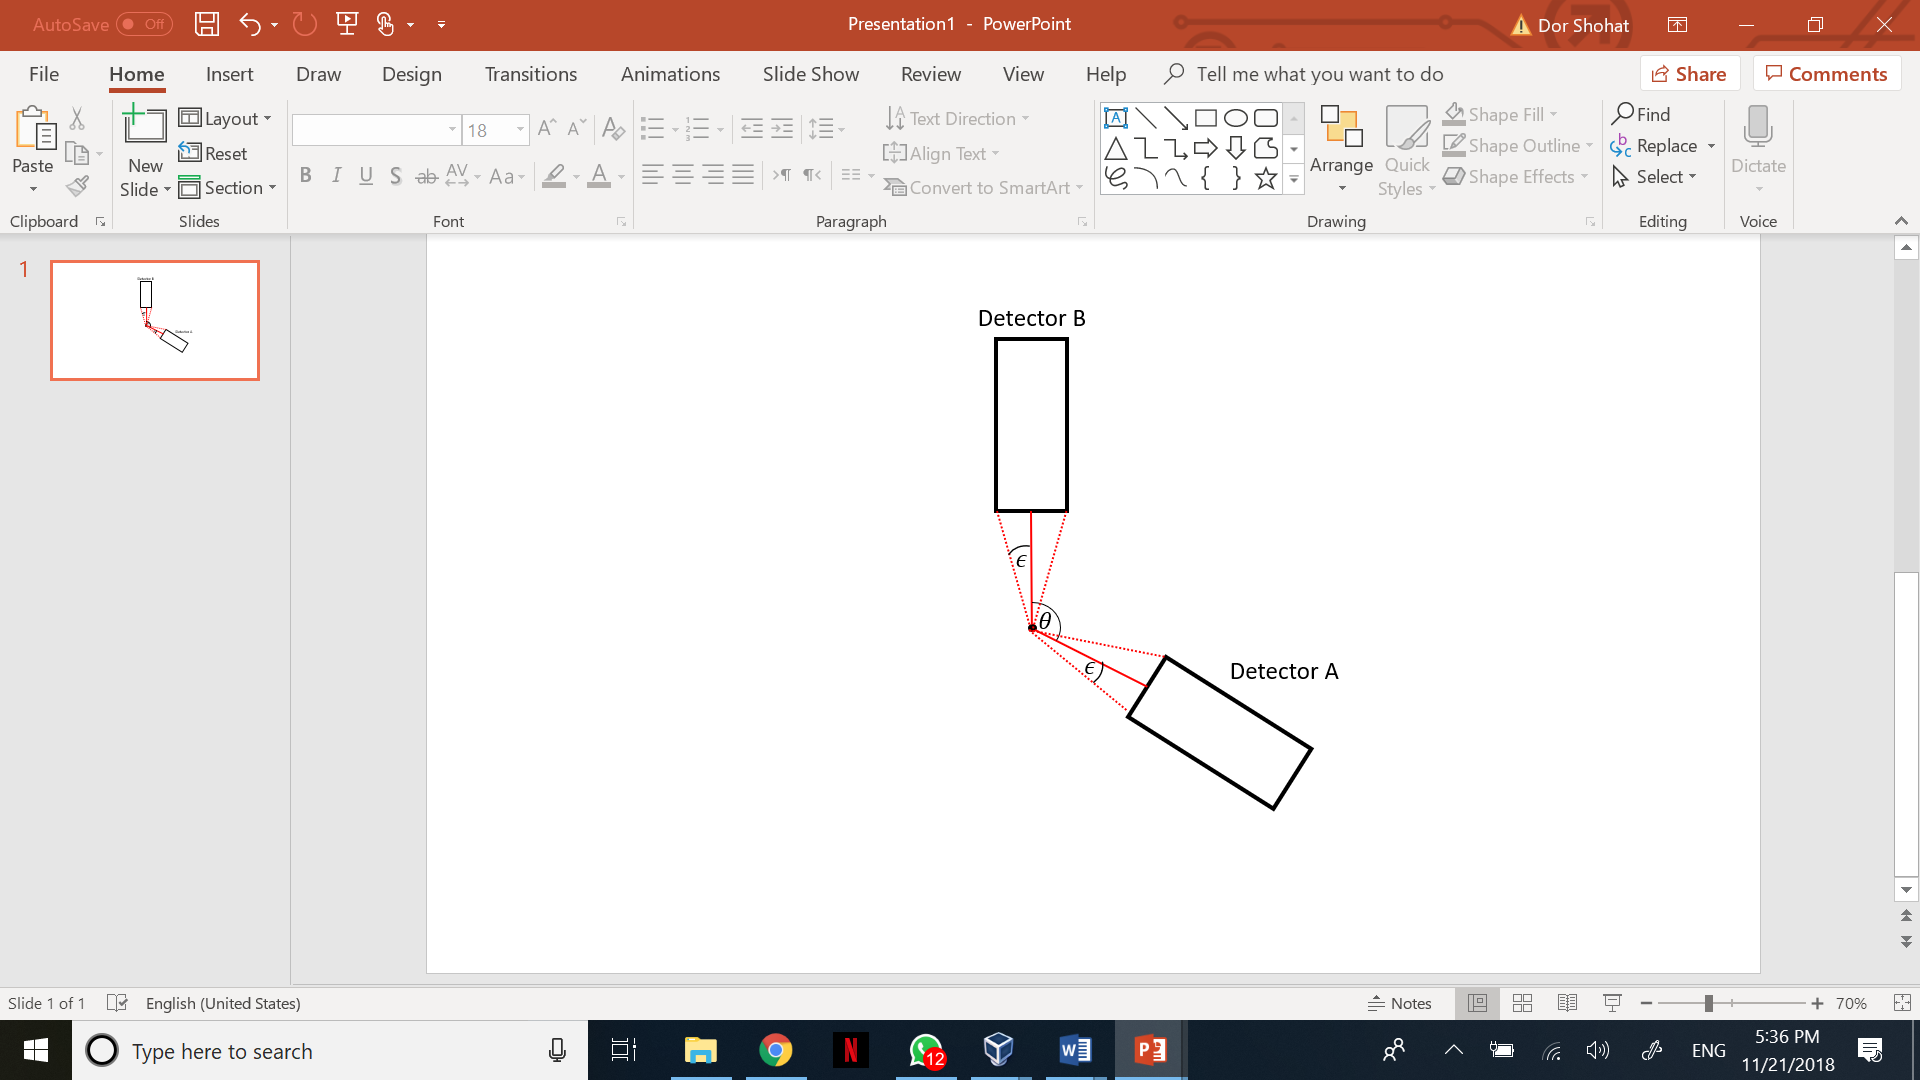 AutoSave Off
Presentation1 - PowerPoint
Dor Shohat
File Home Insert Draw Design Transitions Animations Slide Show Review View Help Tell me what you want to do
Share Comments
Paste
Clipboard
New Slide
Layout
Reset
Section
Slides
18
B I U S ab AV Aa A
Font
Text Direction
Align Text
Convert to SmartArt
Paragraph
Arrange
Quick Styles
Shape Fill
Shape Outline
Shape Effects
Drawing
Find
Replace
Select
Editing
Dictate
Voice
1
Detector B
ϵ
θ
ϵ
Detector A
Slide 1 of 1 English (United States)
Notes
70%
Type here to search
12
ENG
5:36 PM
11/21/2018